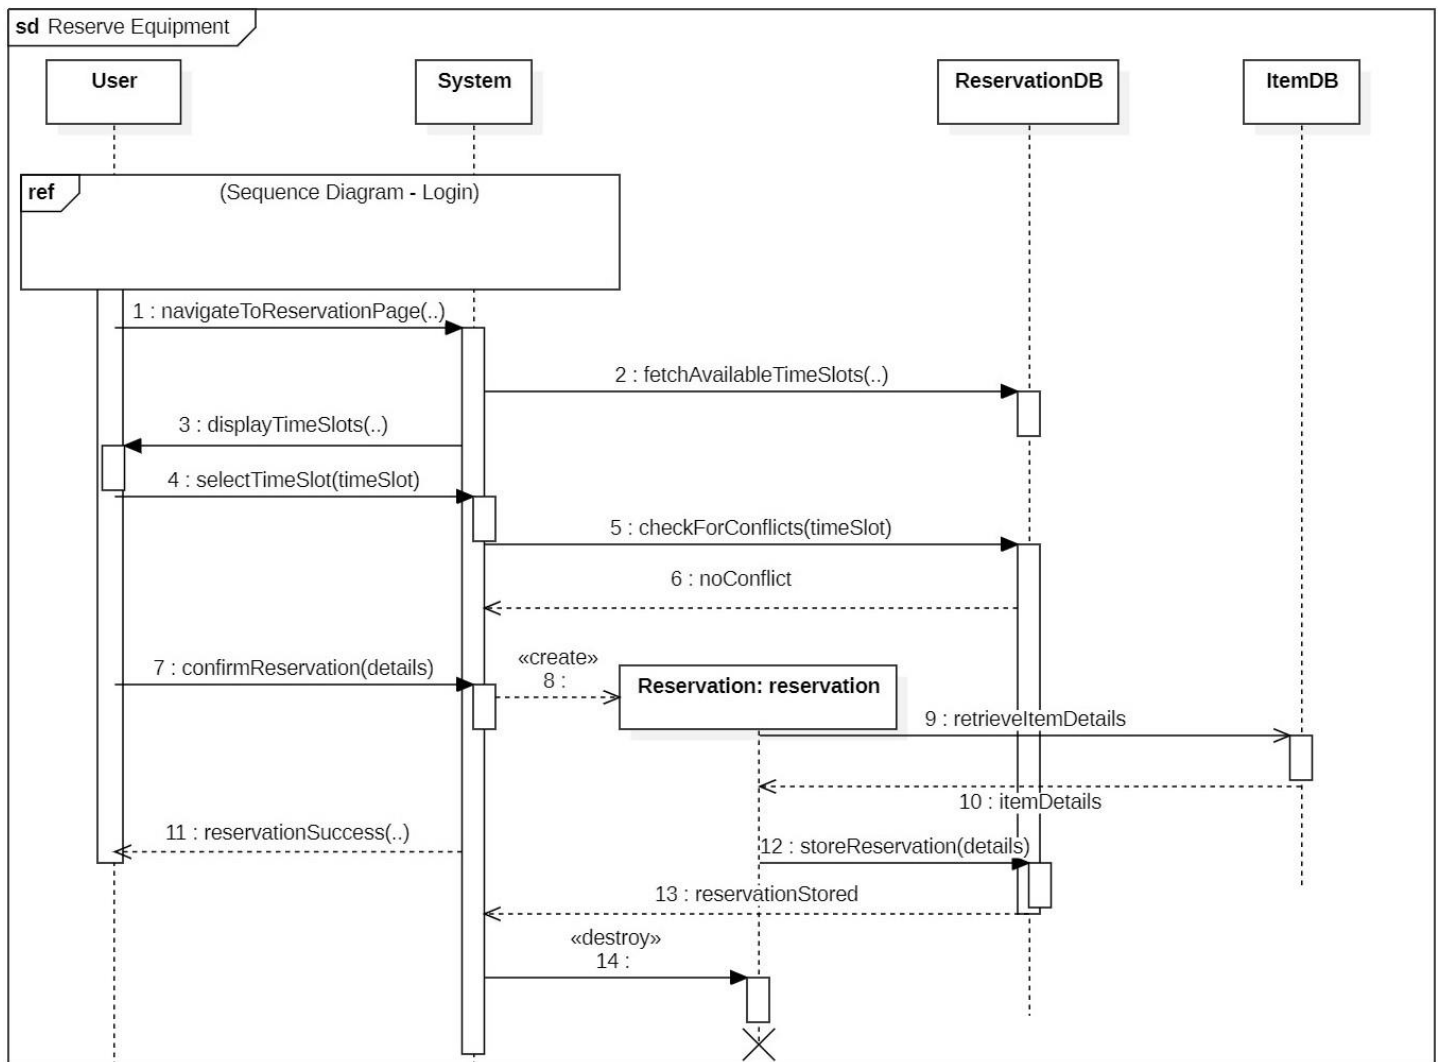 sd Reserve Equipment
User
System
ReservationDB
ItemDB
ref
(Sequence Diagram - Login)
1 : navigateToReservationPage(..)
2 : fetchAvailableTimeSlots(..)
3 : displayTimeSlots(..)
4 : selectTimeSlot(timeSlot)
5 : checkForConflicts(timeSlot)
6 : noConflict
7 : confirmReservation(details)
«create»
8 :
Reservation: reservation
9 : retrieveItemDetails
10 : itemDetails
11 : reservationSuccess(..)
12 : storeReservation(details)
13 : reservationStored
«destroy»
14 :